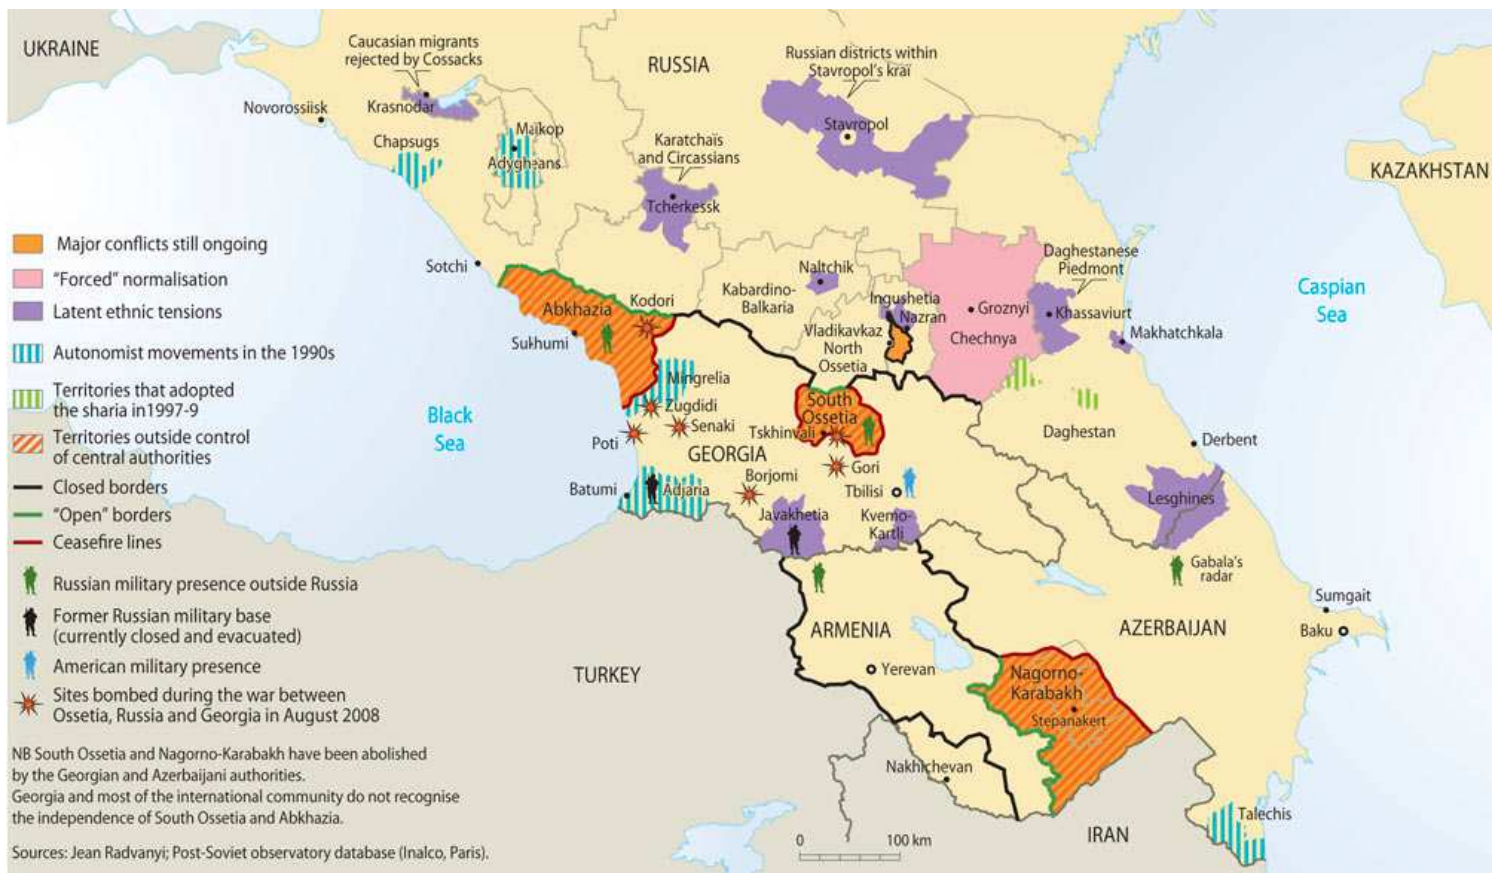 UKRAINE
Caucasian migrants
rejected by Cossacks
RUSSIA
Russian districts within
Stavropol's kraï
Novorossiisk
Krasnodar
Chapsugs
Maïkop
Adygheans
Karatchaïs
and Circassians
Tcherkessk
Stavropol
KAZAKHSTAN
Major conflicts still ongoing
"Forced" normalisation
Latent ethnic tensions
Autonomist movements in the 1990s
Territories that adopted
the sharia in1997-9
Territories outside control
of central authorities
Closed borders
"Open" borders
Ceasefire lines
Russian military presence outside Russia
Former Russian military base
(currently closed and evacuated)
American military presence
Sites bombed during the war between
Ossetia, Russia and Georgia in August 2008
NB South Ossetia and Nagorno-Karabakh have been abolished
by the Georgian and Azerbaijani authorities.
Georgia and most of the international community do not recognise
the independence of South Ossetia and Abkhazia.
Sources: Jean Radvanyi; Post-Soviet observatory database (Inalco, Paris).
Sotchi
Abkhazia
Kodori
Sukhumi
Kabardino-
Balkaria
Naltchik
Ingushetia
Nazran
Vladikavkaz
North
Ossetia
Groznyi
Chechnya
Daghestanese
Piedmont
Khassaviurt
Makhatchkala
Caspian
Sea
Black
Sea
Mingrelia
Zugdidi
Senaki
Poti
GEORGIA
South
Ossetia
Tskhinvali
Gori
Borjomi
Tbilisi
Batumi
Adjaria
Javakhetia
Kvemo-
Kartli
Daghestan
Derbent
Lesghines
Gabala's
radar
Sumgait
Baku
AZERBAIJAN
ARMENIA
Yerevan
Nagorno-
Karabakh
Stepanakert
TURKEY
Nakhichevan
Talechis
IRAN
0
100 km